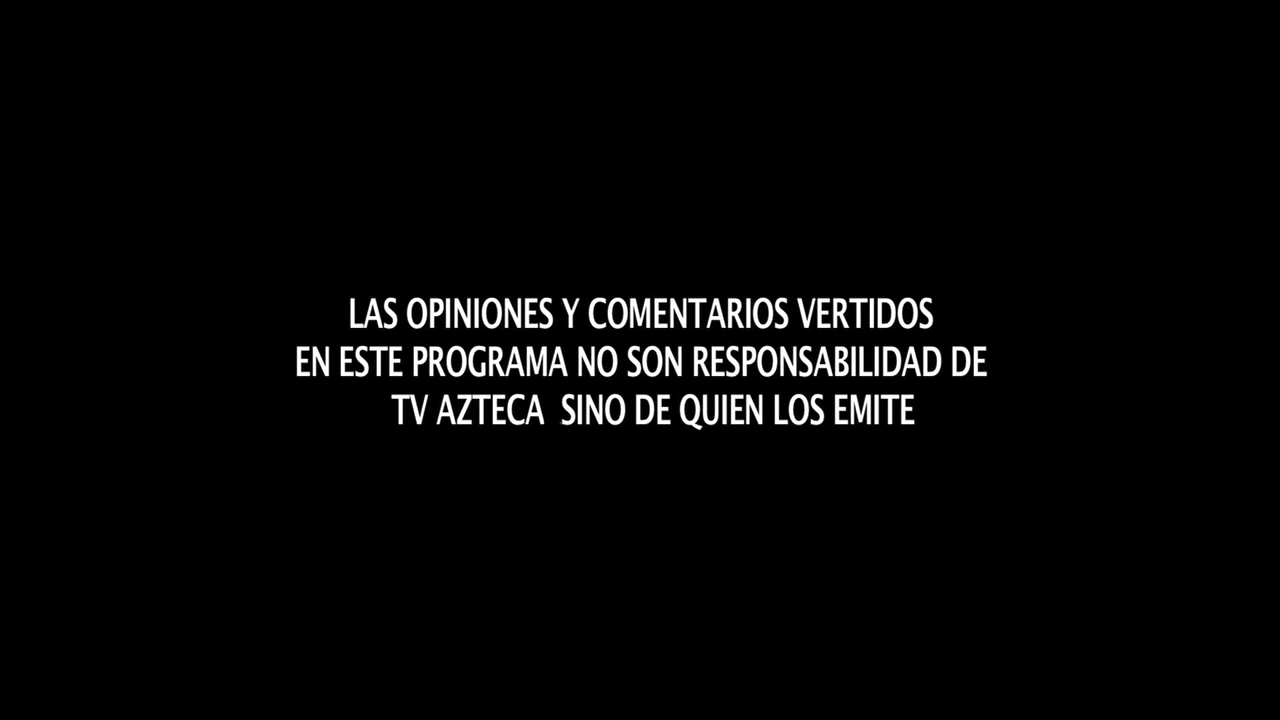 LAS OPINIONES Y COMENTARIOS VERTIDOS
EN ESTE PROGRAMA NO SON RESPONSABILIDAD DE
TV AZTECA  SINO DE QUIEN LOS EMITE